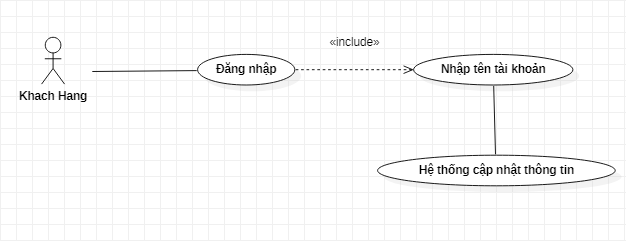 «include»
Đăng nhập
Nhập tên tài khoản
Khach Hang
Hệ thống cập nhật thông tin